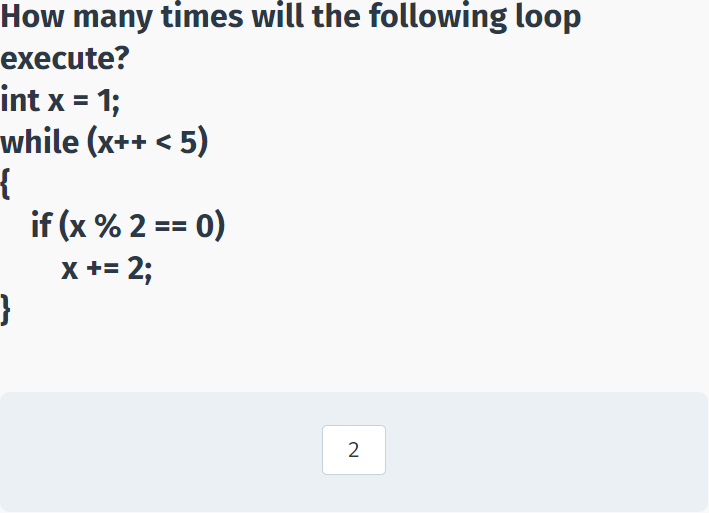 How many times will the following loop
execute?
int x = 1;
while (x++ < 5)
{
if (x % 2 == 0)
x += 2;
}
2